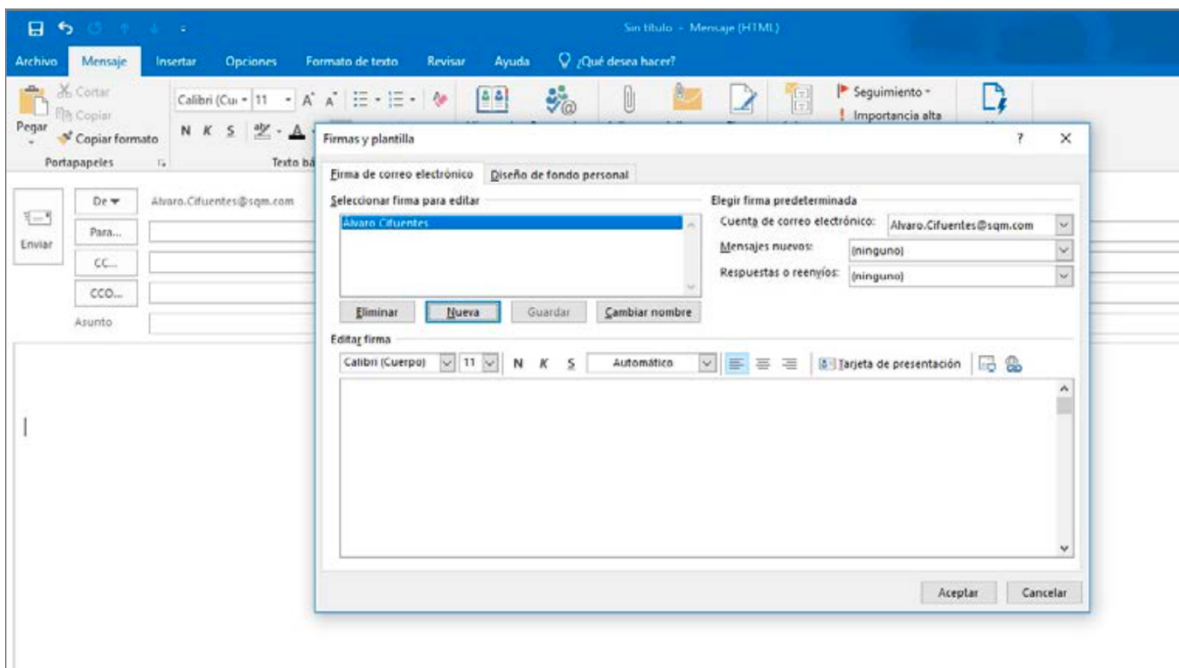 Sin título - Mensaje (HTML)
Archivo Mensaje Insertar Opciones Formato de texto Revisar Ayuda ¿Qué desea hacer?
Cortar
Copiar
Copiar formato
Pegar
Portapapeles
Calibri (Cu 11
N K S
Texto bá
Seguimiento
Importancia alta
De Alvaro.Cifuentes@sqm.com
Para...
CC...
CCO...
Asunto
Enviar
Firmas y plantilla ? X
Firma de correo electrónico Diseño de fondo personal
Seleccionar firma para editar
Alvaro Cifuentes
Eliminar Nueva Guardar Cambiar nombre
Elegir firma predeterminada
Cuenta de correo electrónico: Alvaro.Cifuentes@sqm.com
Mensajes nuevos: (ninguno)
Respuestas o reenvíos: (ninguno)
Editar firma
Calibri (Cuerpo) 11 N K S Automático Tarjeta de presentación
Aceptar Cancelar